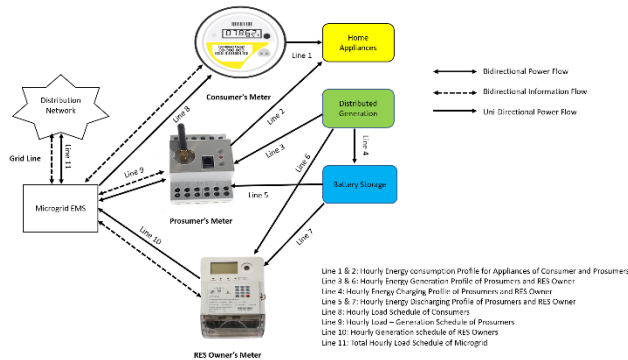 07862
Line 1
Home
Appliances
Bidirectional Power Flow
Bidirectional Information Flow
Uni Directional Power Flow
Consumer's Meter
Line 8
Line 2
Distribution
Network
Distributed
Generation
Grid Line
Line 11
Line 9
Line 3
Line 6
Line 4
Microgrid EMS
Line 5
Battery Storage
Prosumer's Meter
Line 10
Line 7
RES Owner's Meter
Line 1 & 2: Hourly Energy consumption Profile for Appliances of Consumer and Prosumers
Line 3 & 6: Hourly Energy Generation Profile of Prosumers and RES Owner
Line 4: Hourly Energy Charging Profile of Prosumers and RES Owner
Line 5 & 7: Hourly Energy Discharging Profile of Prosumers and RES Owner
Line 8: Hourly Load Schedule of Consumers
Line 9: Hourly Load – Generation Schedule of Prosumers
Line 10: Hourly Generation schedule of RES Owners
Line 11: Total Hourly Load Schedule of Microgrid